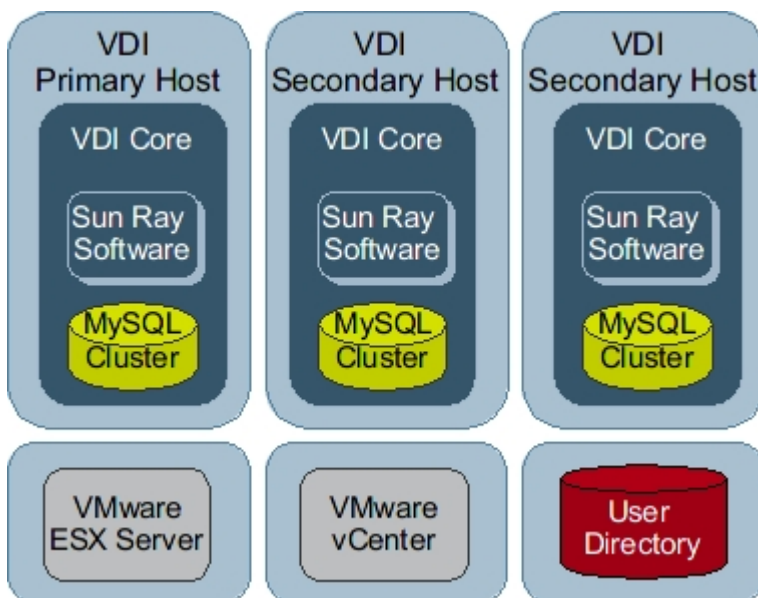 VDI
Primary Host
VDI Core
Sun Ray
Software
MySQL
Cluster
VDI
Secondary Host
VDI Core
Sun Ray
Software
MySQL
Cluster
VDI
Secondary Host
VDI Core
Sun Ray
Software
MySQL
Cluster
VMware
ESX Server
VMware
vCenter
User
Directory